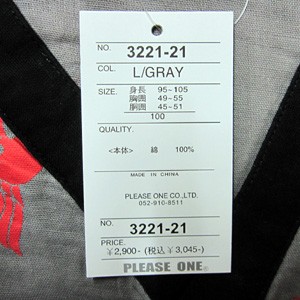 NO. 3221-21
COL. L/GRAY
SIZE. 身長 95~105
胸囲 49~55
胴囲 45~51
100
QUALITY.
<本体> 綿 100%
MADE IN CHINA
PLEASE ONE CO.,LTD.
052-910-8511
NO. 3221-21
PRICE.
¥2,900- (税込¥3,045-)
PLEASE ONE®